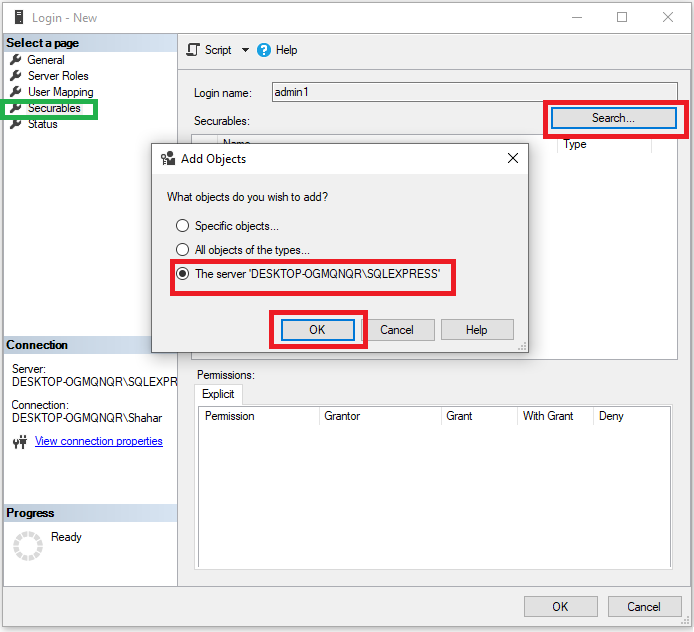 Login - New
Select a page
General
Server Roles
User Mapping
Securables
Status
Script
Help
Login name:
admin1
Securables:
Search...
Name
Type
Add Objects
What objects do you wish to add?
Specific objects...
All objects of the types...
The server 'DESKTOP-OGMQNQR\SQLEXPRESS'
OK
Cancel
Help
Connection
Server:
DESKTOP-OGMQNQR\SQLEXPR
Connection:
DESKTOP-OGMQNQR\Shahar
View connection properties
Progress
Ready
Permissions:
Explicit
Permission Grantor Grant With Grant Deny
OK
Cancel